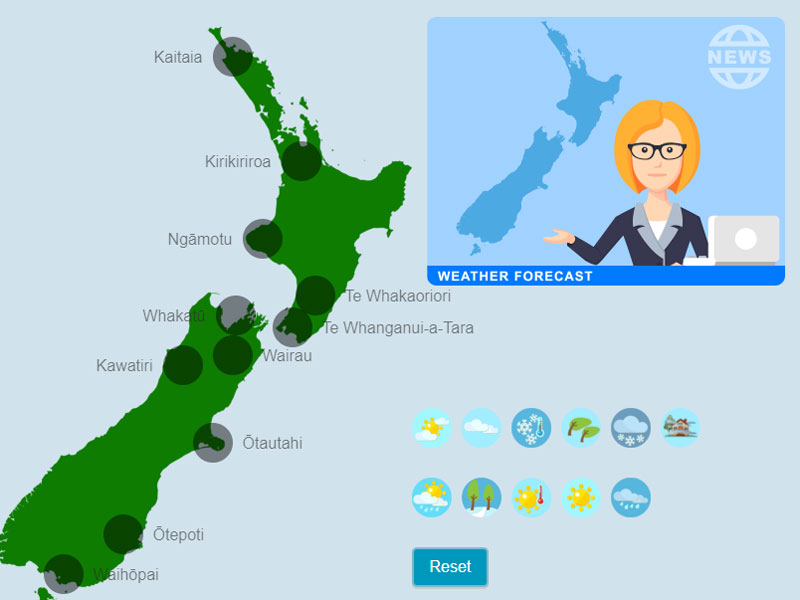 Kaitaia
NEWS
Kirikiriroa
Ngāmotu
WEATHER FORECAST
Te Whakaoriori
Whakatū
Te Whanganui-a-Tara
Wairau
Kawatiri
Ōtautahi
Ōtepoti
Reset
Waihōpai